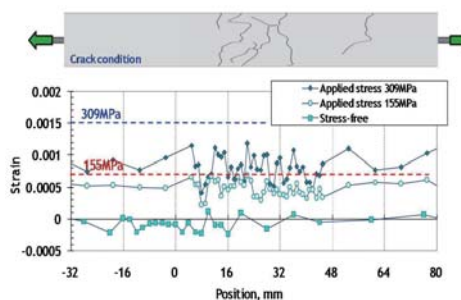 Crack condition
0.002
0.0015
0.001
0.0005
0
-0.0005
Strain
309MPa
155MPa
Applied stress 309MPa
Applied stress 155MPa
Stress-free
-32 -16 0 16 32 48 64 80
Position, mm